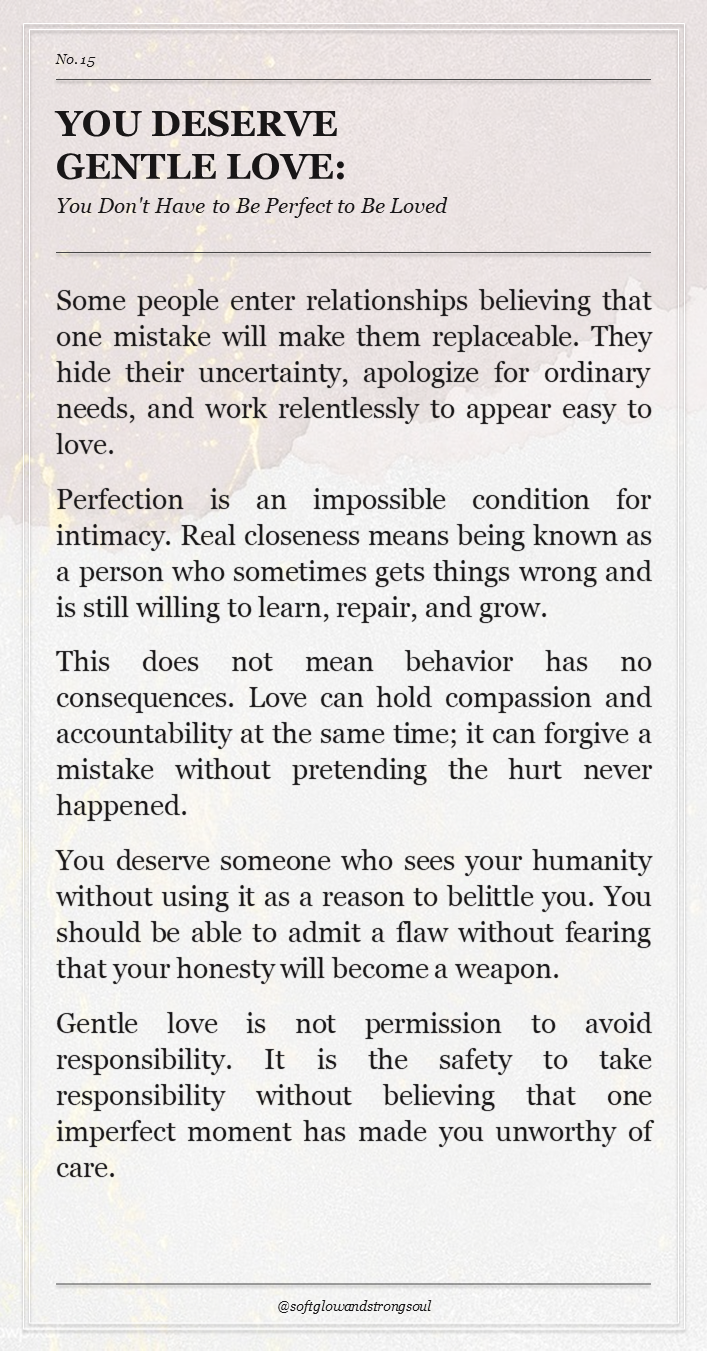 No.15
YOU DESERVE
GENTLE LOVE:
You Don't Have to Be Perfect to Be Loved
Some people enter relationships believing that
one mistake will make them replaceable. They
hide their uncertainty, apologize for ordinary
needs, and work relentlessly to appear easy to
love.
Perfection is an impossible condition for
intimacy. Real closeness means being known as
a person who sometimes gets things wrong and
is still willing to learn, repair, and grow.
This does not mean behavior has no
consequences. Love can hold compassion and
accountability at the same time; it can forgive a
mistake without pretending the hurt never
happened.
You deserve someone who sees your humanity
without using it as a reason to belittle you. You
should be able to admit a flaw without fearing
that your honesty will become a weapon.
Gentle love is not permission to avoid
responsibility. It is the safety to take
responsibility without believing that one
imperfect moment has made you unworthy of
care.
@softglowandstrongsoul